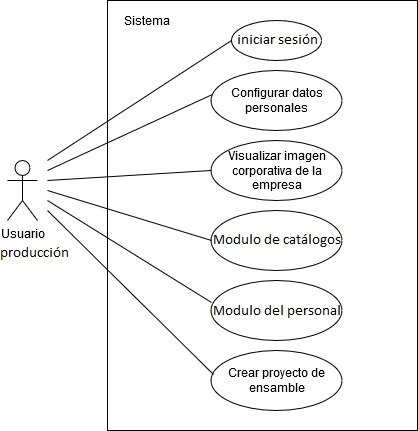 Sistema
iniciar sesión
Configurar datos
personales
Visualizar imagen
corporativa de la
empresa
Usuario
producción
Modulo de catálogos
Modulo del personal
Crear proyecto de
ensamble